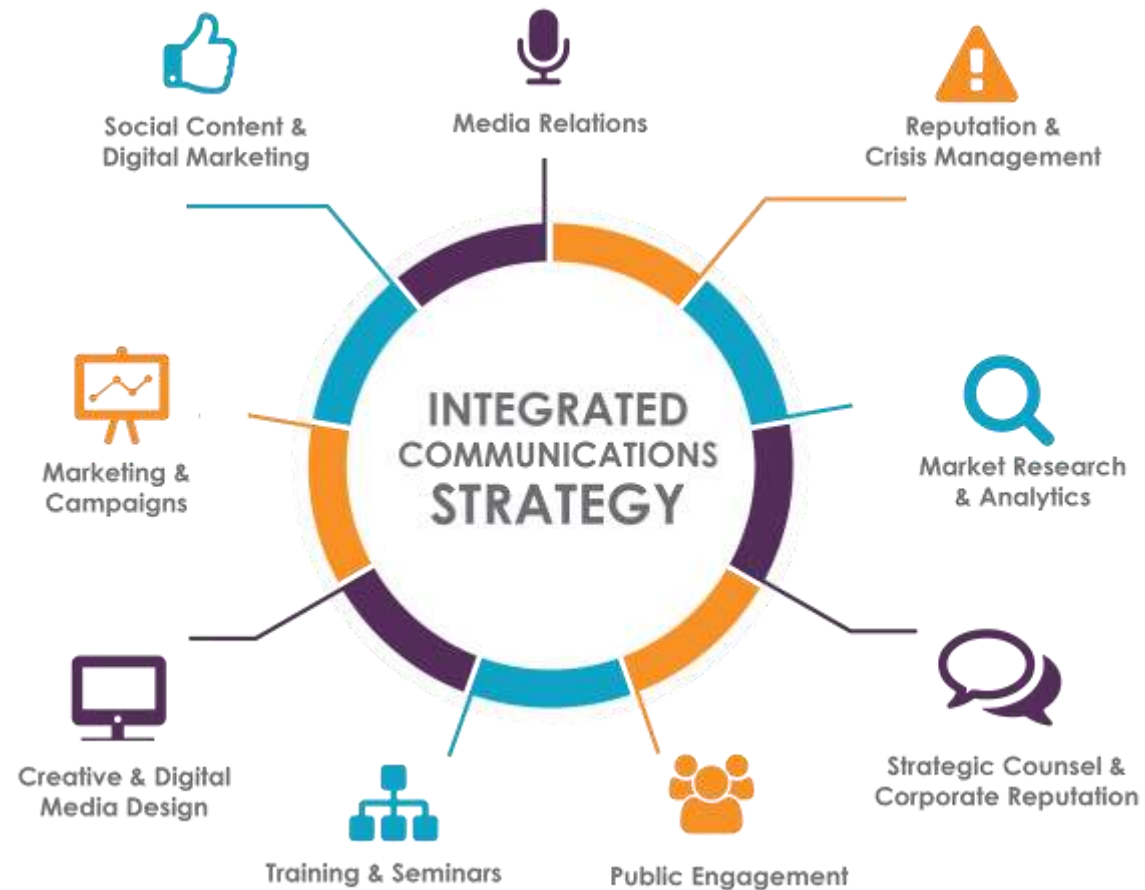 Social Content &
Digital Marketing
Media Relations
Reputation &
Crisis Management
Marketing &
Campaigns
INTEGRATED
COMMUNICATIONS
STRATEGY
Market Research
& Analytics
Creative & Digital
Media Design
Training & Seminars
Public Engagement
Strategic Counsel &
Corporate Reputation